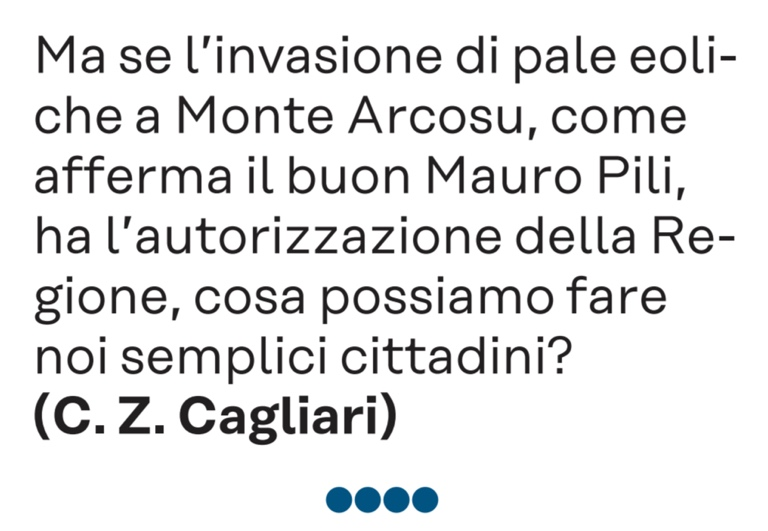 Ma se l’invasione di pale eoli-
che a Monte Arcosu, come
afferma il buon Mauro Pili,
ha l’autorizzazione della Re-
gione, cosa possiamo fare
noi semplici cittadini?
(C. Z. Cagliari)